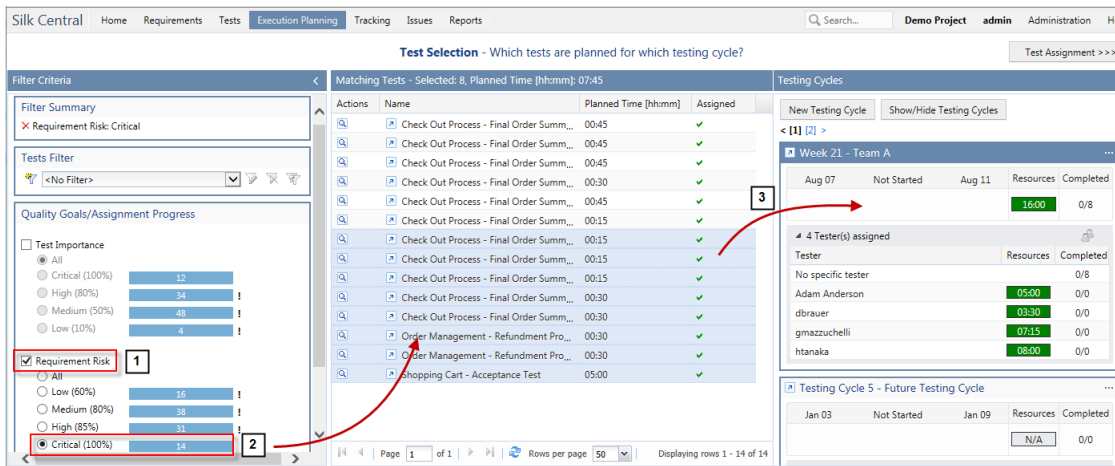 Silk Central Home Requirements Tests Execution Planning Tracking Issues Reports Search... Demo Project admin Administration H
Test Selection - Which tests are planned for which testing cycle? Test Assignment >>>
Filter Criteria <
Filter Summary
Requirement Risk: Critical
Tests Filter
<No Filter>
Quality Goals/Assignment Progress
Test Importance
All
Critical (100%) 12
High (80%) 34 !
Medium (50%) 48 !
Low (10%) 4 !
Requirement Risk 1
All
Low (60%) 16 !
Medium (80%) 38 !
High (85%) 31 !
Critical (100%) 14 2
Matching Tests - Selected: 8, Planned Time [hh:mm]: 07:45
Actions Name Planned Time [hh:mm] Assigned
Check Out Process - Final Order Summ... 00:45
Check Out Process - Final Order Summ... 00:45
Check Out Process - Final Order Summ... 00:45
Check Out Process - Final Order Summ... 00:30
Check Out Process - Final Order Summ... 00:45
Check Out Process - Final Order Summ... 00:15
Check Out Process - Final Order Summ... 00:15
Check Out Process - Final Order Summ... 00:15
Check Out Process - Final Order Summ... 00:15
Check Out Process - Final Order Summ... 00:30
Check Out Process - Final Order Summ... 00:30
Order Management - Refundment Pro... 00:30
Order Management - Refundment Pro... 00:30
Shopping Cart - Acceptance Test 05:00
Page 1 of 1 Rows per page 50 Displaying rows 1 - 14 of 14
3
Testing Cycles
New Testing Cycle Show/Hide Testing Cycles
< [1] [2] >
Week 21 - Team A ...
Aug 07 Not Started Aug 11 Resources Completed
16:00 0/8
4 Tester(s) assigned
Tester Resources Completed
No specific tester 0/8
Adam Anderson 05:00 0/0
dbrauer 03:30 0/0
gmazzuchelli 07:15 0/0
htanaka 08:00 0/0
Testing Cycle 5 - Future Testing Cycle ...
Jan 03 Not Started Jan 09 Resources Completed
N/A 0/0